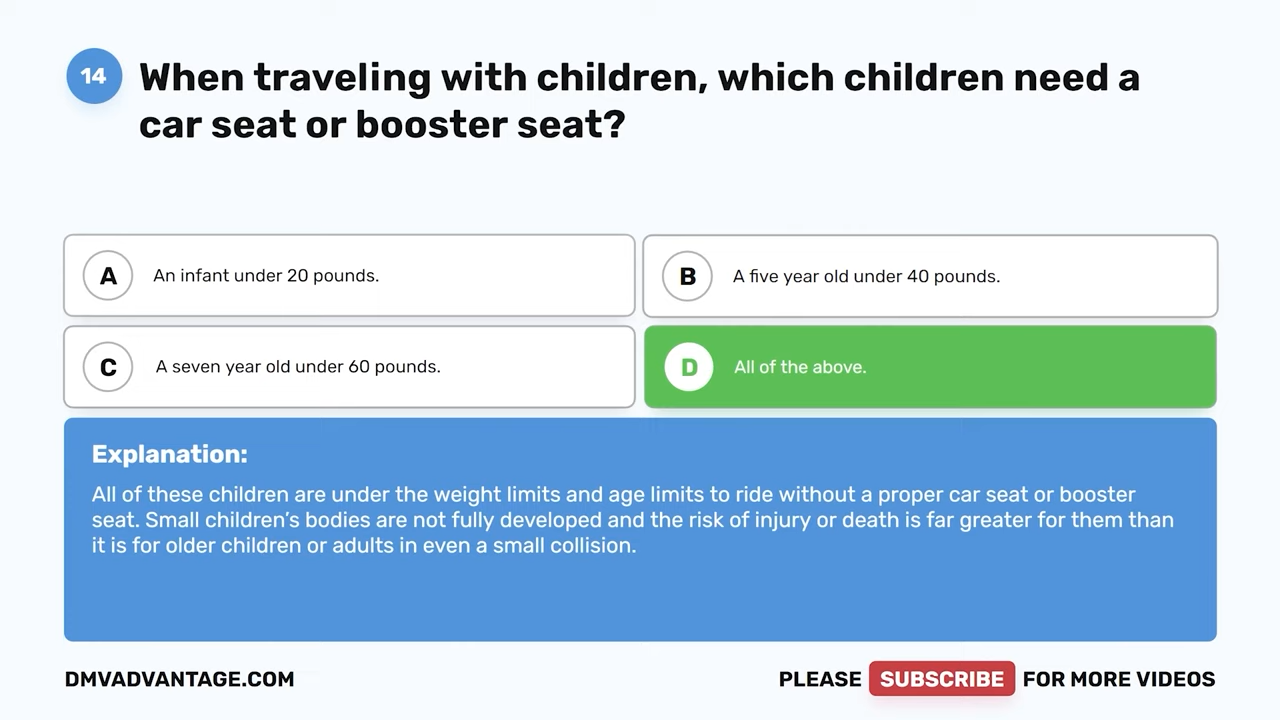 14
When traveling with children, which children need a
car seat or booster seat?
A
An infant under 20 pounds.
B
A five year old under 40 pounds.
C
A seven year old under 60 pounds.
D
All of the above.
Explanation:
All of these children are under the weight limits and age limits to ride without a proper car seat or booster
seat. Small children’s bodies are not fully developed and the risk of injury or death is far greater for them than
it is for older children or adults in even a small collision.
DMVADVANTAGE.COM
PLEASE SUBSCRIBE FOR MORE VIDEOS